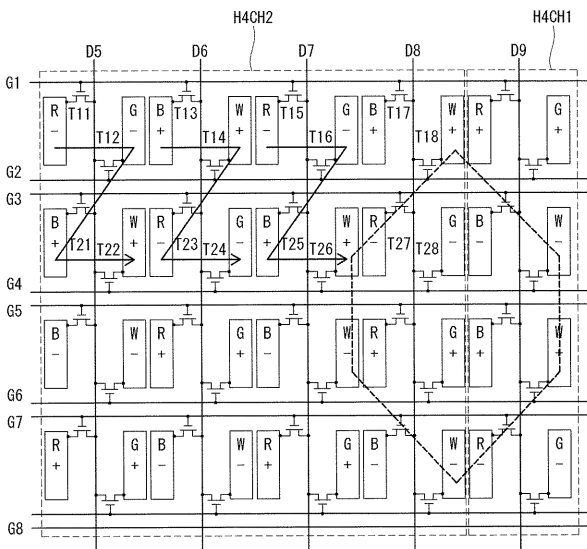 H4CH2 H4CH1
D5 D6 D7 D8 D9
G1
R G B W R G B W R G
T11 T13 T15 T17
- - + + - - + + + +
T12 T14 T16 T18
G2
G3
B W R G B W R G B W
+ + - - + + - - - -
T21 T22 T23 T24 T25 T26 T27 T28
G4
G5
B W R G B W R G B W
- - + + - - + + + +
G6
G7
R G B W R G B W R G
+ + - - + + - - - -
G8